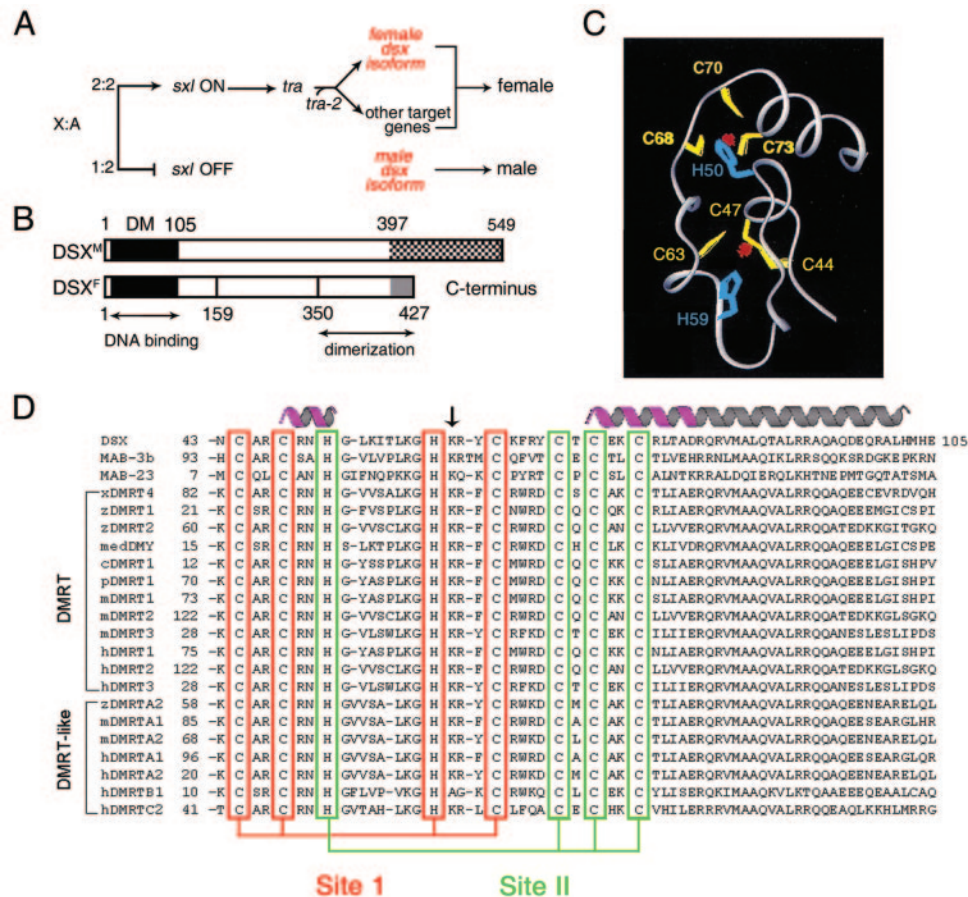 A
X:A
2:2
sxl ON
tra
tra-2
female
dsx
isoform
other target
genes
female
1:2
sxl OFF
male
dsx
isoform
male
B
1 DM 105 397 549
DSXM
DSXF
C-terminus
1 159 350 427
DNA binding
dimerization
C
C70
C68
C73
H50
C47
C63
C44
H59
D
DSX 43 -N C AR C RN H G-LKITLKG H KR-Y C KFRY C T C EK C RLTADRQRVMALQTALRRAQAQDEQRALHMHE 105
MAB-3b 93 -H C AR C SA H G-VLVPLRG H KRTM C QFVT C E C TL C TLVEHRRNLMAAQIKLRRSQQKSRDGKEPKRN
MAB-23 7 -M C QL C AN H GIFNQPKKG H KQ-K C PYRT C P C SL C ALNTKRRALDQIERQLKHTNEPMTGQTATSMA
DMRT
xDMRT4 82 -K C AR C RN H G-VVSALKG H KR-F C RWRD C S C AK C TLIAERQRVMAAQVALRRQQAQEECEVRDVQH
zDMRT1 21 -K C SR C RN H G-FVSPLKG H KR-F C NWRD C Q C QK C RLIAERQRVMAAQVALRRQQAQEEEMGICSPI
zDMRT2 60 -K C AR C RN H G-VVSCLKG H KR-F C RWRD C Q C AN C LLVVERQRVMAAQVALRRQQATEDKKGITGKQ
medDMY 15 -K C SR C RN H S-LKTPLKG H KR-F C RWKD C H C LK C KLIVDRQRVMAAQVALRRQQAQEEELGICSPE
cDMRT1 12 -K C AR C RN H G-YSSPLKG H KR-F C MWRD C Q C KK C SLIAERQRVMAAQVALRRQQAQEEELGISHPV
pDMRT1 70 -K C AR C RN H G-YASPLKG H KR-F C MWRD C Q C KK C NLIAERQRVMAAQVALRRQQAQEEELGISHPI
mDMRT1 73 -K C AR C RN H G-YASPLKG H KR-F C MWRD C Q C KK C SLIAERQRVMAAQVALRRQQAQEEELGISHPI
mDMRT2 122 -K C AR C RN H G-VVSCLKG H KR-F C RWRD C Q C AN C LLVVERQRVMAAQVALRRQQATEDKKGLSGKQ
mDMRT3 28 -K C AR C RN H G-VLSWLKG H KR-Y C RFKD C T C EK C ILIIERQRVMAAQVALRRQQANESLESLIPDS
hDMRT1 75 -K C AR C RN H G-YASPLKG H KR-F C MWRD C Q C KK C NLIAERQRVMAAQVALRRQQAQEEELGISHPI
hDMRT2 122 -K C AR C RN H G-VVSCLKG H KR-F C RWRD C Q C AN C LLVVERQRVMAAQVALRRQQATEDKKGLSGKQ
hDMRT3 28 -K C AR C RN H G-VLSWLKG H KR-Y C RFKD C T C EK C ILIIERQRVMAAQVALRRQQANESLESLIPDS
DMRT-like
zDMRTA2 58 -K C AR C RN H GVVSA-LKG H KR-Y C RWKD C M C AK C TLIAERQRVMAAQVALRRQQAQEENEARELQL
mDMRTA1 85 -K C AR C RN H GVVSA-LKG H KR-F C RWRD C A C AK C TLIAERQRVMAAQVALRRQQAQEESEARGLHR
mDMRTA2 68 -K C AR C RN H GVVSA-LKG H KR-Y C RWKD C L C AK C TLIAERQRVMAAQVALRRQQAQEENEARELQL
hDMRTA1 96 -K C AR C RN H GVVSA-LKG H KR-F C RWRD C A C AK C TLIAERQRVMAAQVALRRQQAQEESEARGLQR
hDMRTA2 20 -K C AR C RN H GVVSA-LKG H KR-Y C RWKD C M C AK C TLIAERQRVMAAQVALRRQQAQEENEARELQL
hDMRTB1 10 -K C SR C RN H GFLVP-VKG H AG-K C RWKQ C L C EK C YLISERQKIMAAQKVLKTQAAEEEQAALCAQ
hDMRTC2 41 -T C AR C RN H GVTAH-LKG H KR-L C LFQA C E C HK C VHILERRRVMAAQVALRRQQEAQLKKHLMRRG
Site 1
Site II